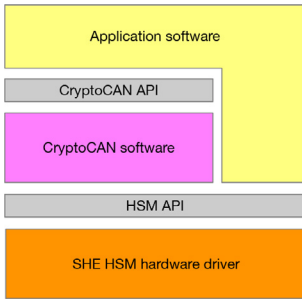 Application software
CryptoCAN API
CryptoCAN software
HSM API
SHE HSM hardware driver